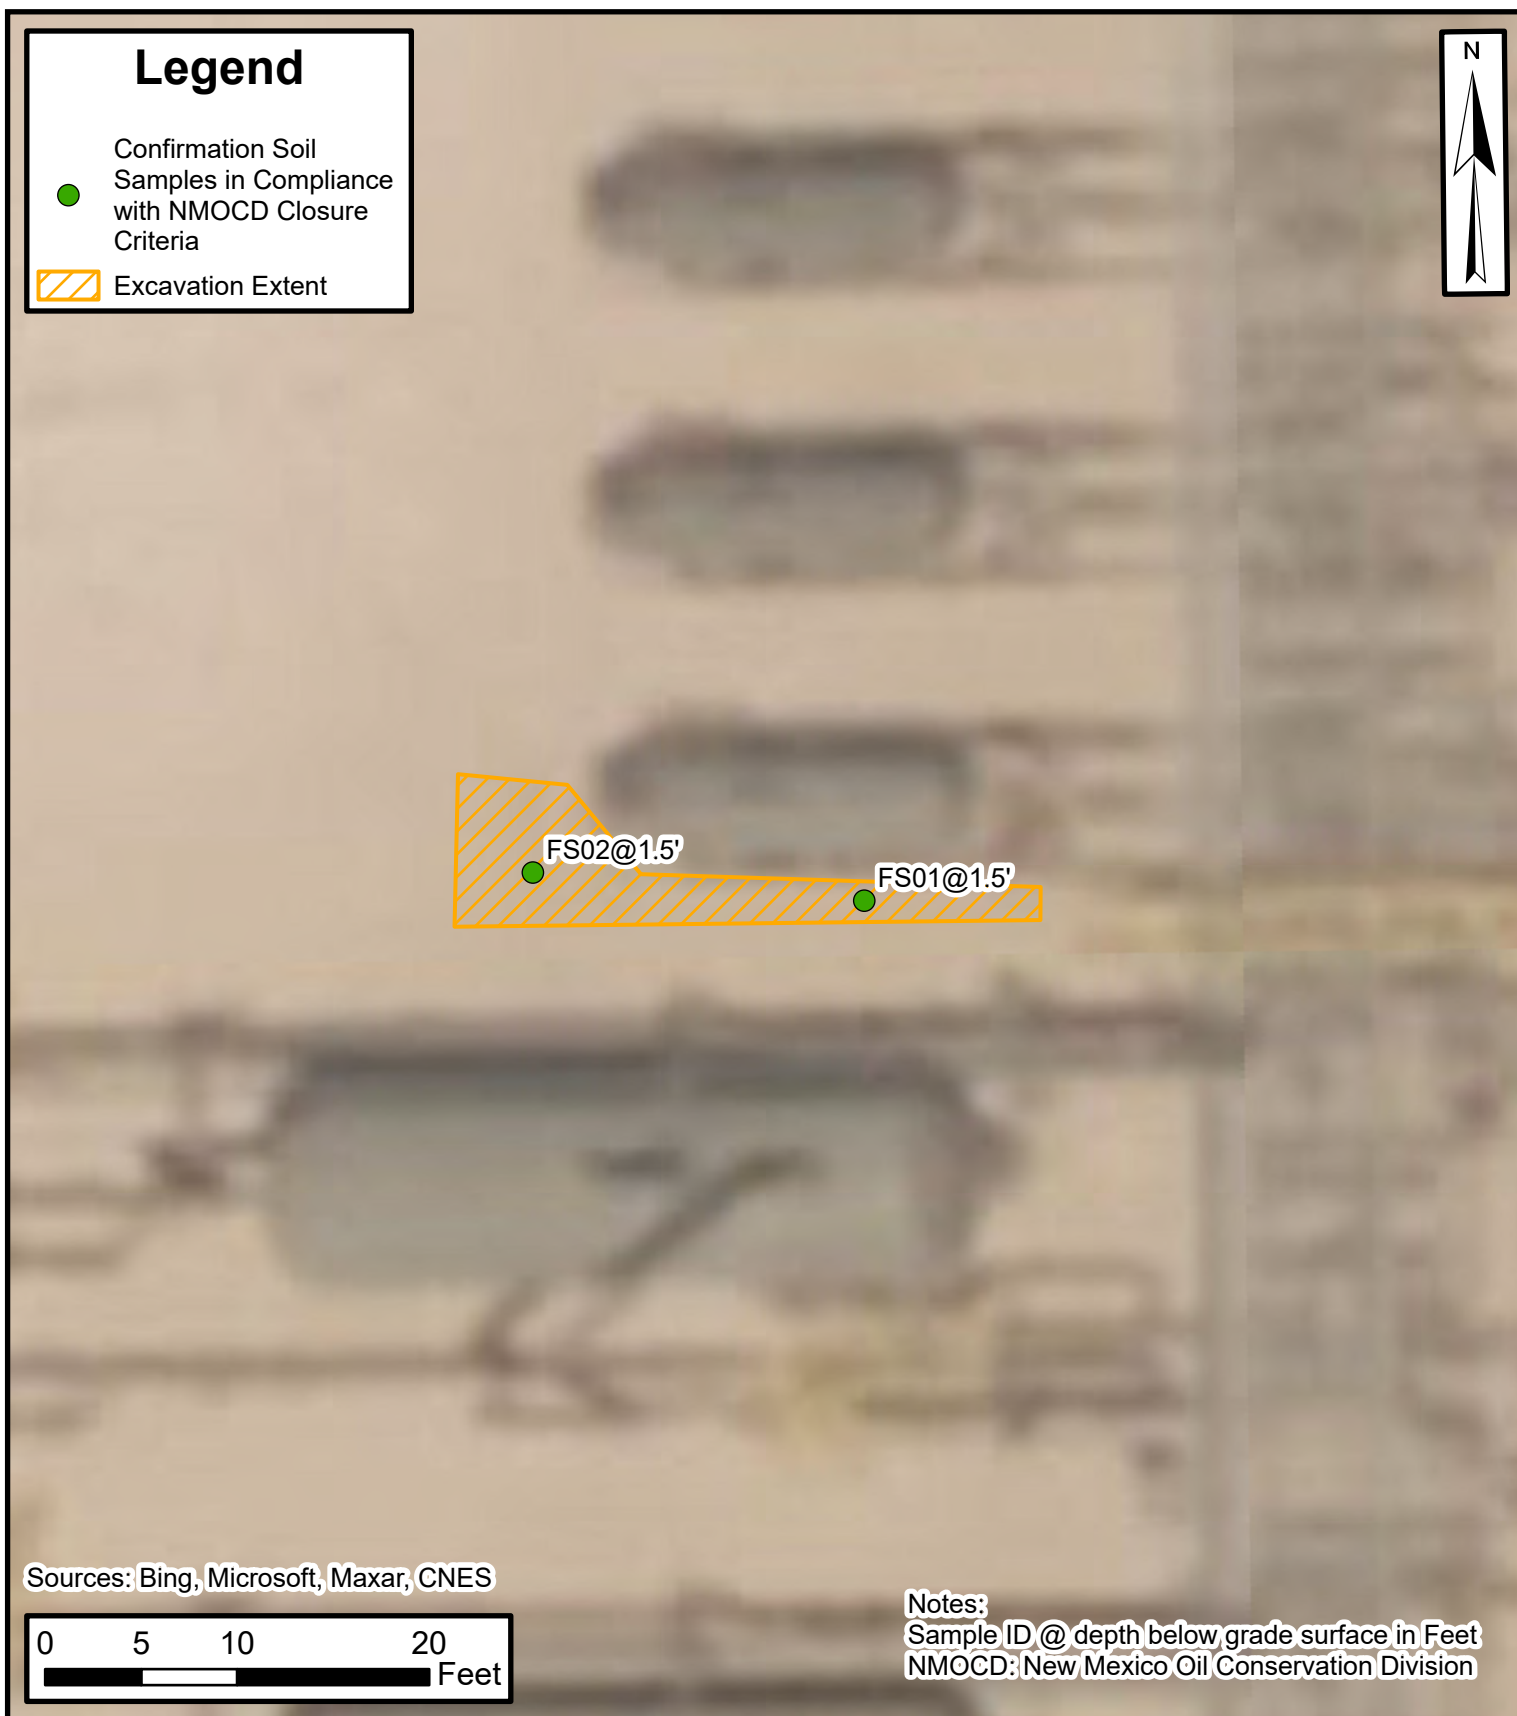 Legend
Confirmation Soil
Samples in Compliance
with NMOCD Closure
Criteria
Excavation Extent
N
FS02@1.5'
FS01@1.5'
Sources: Bing, Microsoft, Maxar, CNES
0 5 10 20
Feet
Notes:
Sample ID @ depth below grade surface in Feet
NMOCD: New Mexico Oil Conservation Division